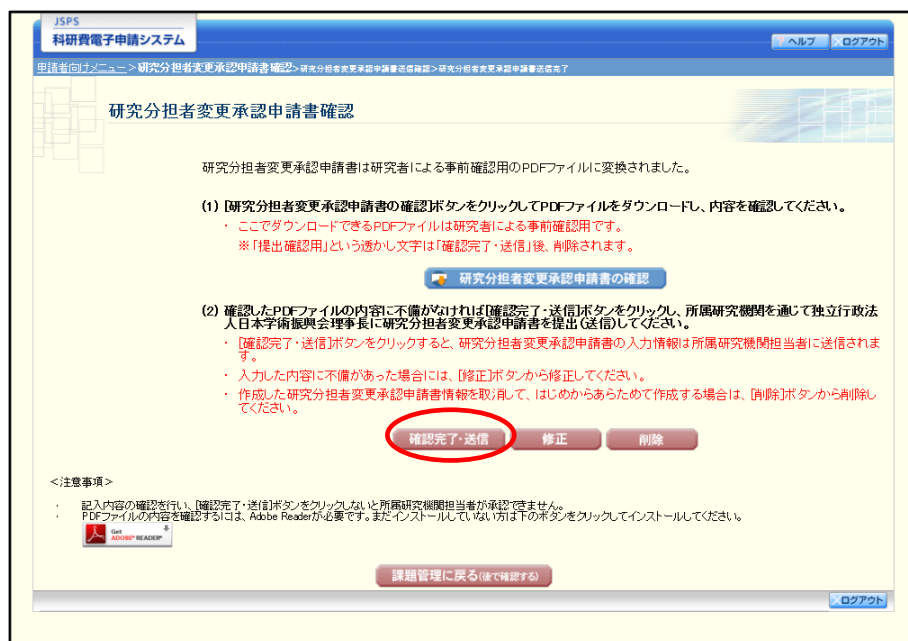 JSPS
科研費電子申請システム
ヘルプ
ログアウト
申請者向けメニュー>研究分担者変更承認申請書確認>研究分担者変更承認申請書送信確認>研究分担者変更承認申請書送信完了
研究分担者変更承認申請書確認
研究分担者変更承認申請書は研究者による事前確認用のPDFファイルに変換されました。
(1) [研究分担者変更承認申請書の確認]ボタンをクリックしてPDFファイルをダウンロードし、内容を確認してください。
・ ここでダウンロードできるPDFファイルは研究者による事前確認用です。
※「提出確認用」という透かし文字は「確認完了・送信」後、削除されます。
研究分担者変更承認申請書の確認
(2) 確認したPDFファイルの内容に不備がなければ[確認完了・送信]ボタンをクリックし、所属研究機関を通じて独立行政法
人日本学術振興会理事長に研究分担者変更承認申請書を提出(送信)してください。
・ [確認完了・送信]ボタンをクリックすると、研究分担者変更承認申請書の入力情報は所属研究機関担当者に送信されま
す。
・ 入力した内容に不備があった場合には、[修正]ボタンから修正してください。
・ 作成した研究分担者変更承認申請書情報を取消して、はじめからあらためて作成する場合は、[削除]ボタンから削除し
てください。
確認完了・送信
修正
削除
<注意事項>
・ 記入内容の確認を行い、[確認完了・送信]ボタンをクリックしないと所属研究機関担当者が承認できません。
・ PDFファイルの内容を確認するには、Adobe Readerが必要です。まだインストールしていない方は下のボタンをクリックしてインストールしてください。
Get
ADOBE® READER®
課題管理に戻る(後で確認する)
ログアウト